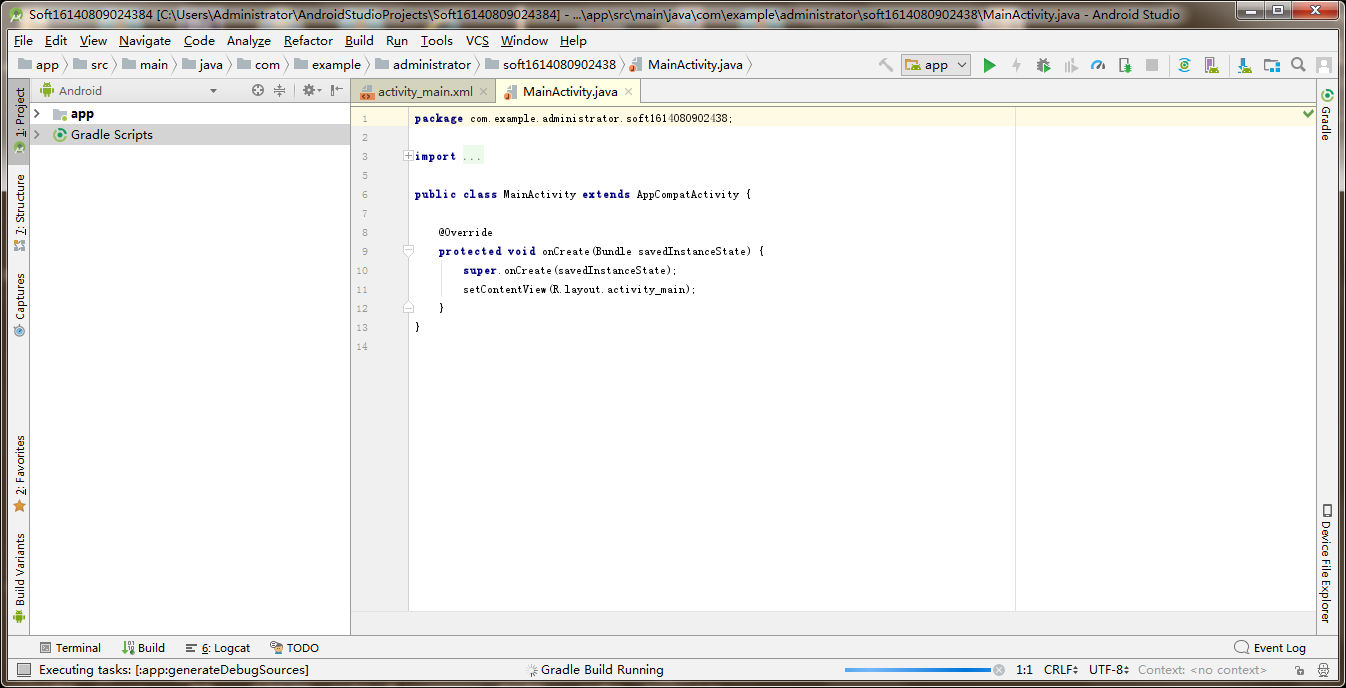 Soft16140809024384 [C:\Users\Administrator\AndroidStudioProjects\Soft16140809024384] - ...\app\src\main\java\com\example\administrator\soft1614080902438\MainActivity.java - Android Studio
File Edit View Navigate Code Analyze Refactor Build Run Tools VCS Window Help
app src main java com example administrator soft1614080902438 MainActivity.java app
Android
activity_main.xml MainActivity.java
1: Project
7: Structure
Captures
2: Favorites
Build Variants
app
Gradle Scripts
1 package com.example.administrator.soft1614080902438;
2
3 import ...
5
6 public class MainActivity extends AppCompatActivity {
7
8 @Override
9 protected void onCreate(Bundle savedInstanceState) {
10 super.onCreate(savedInstanceState);
11 setContentView(R.layout.activity_main);
12 }
13 }
14
Gradle
Device File Explorer
Terminal Build 6: Logcat TODO Event Log
Executing tasks: [:app:generateDebugSources] Gradle Build Running 1:1 CRLF UTF-8 Context: <no context>